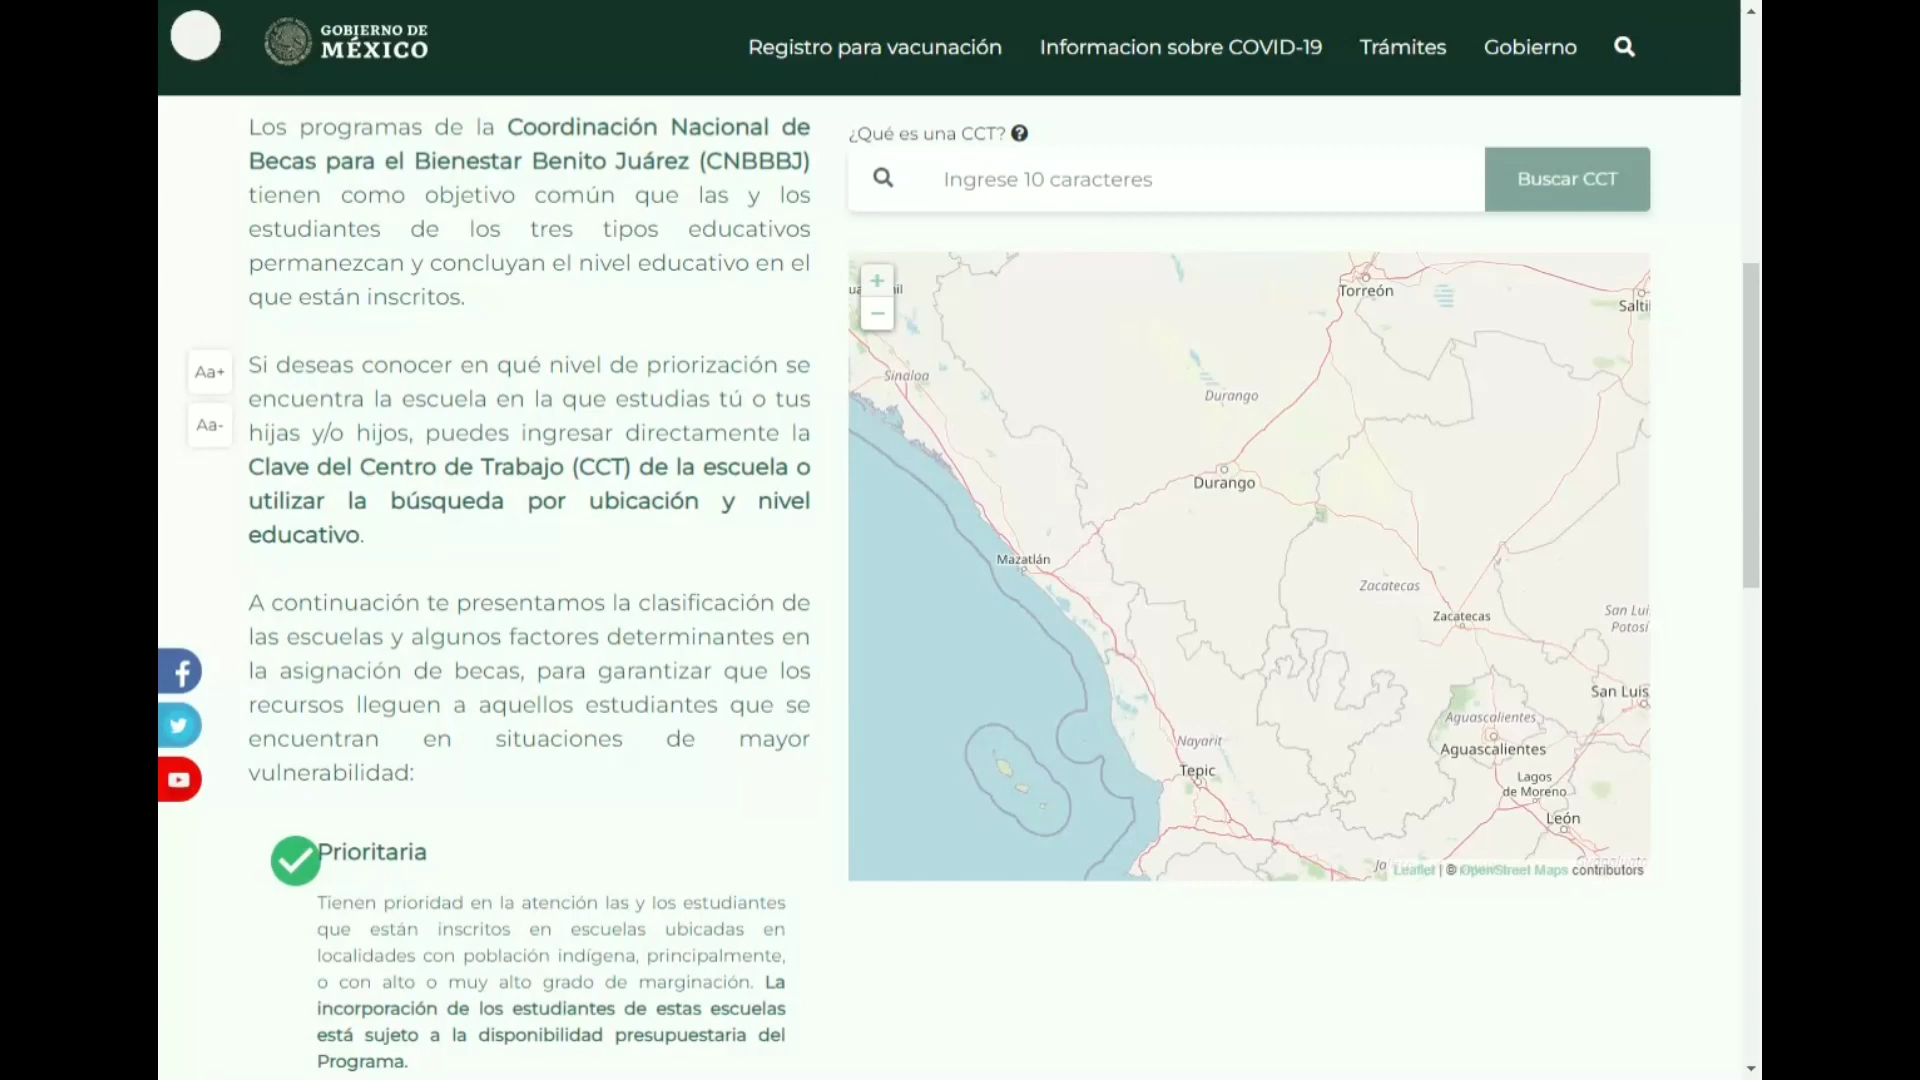 GOBIERNO DE
MÉXICO
Registro para vacunación
Informacion sobre COVID-19
Trámites
Gobierno
Los programas de la Coordinación Nacional de
Becas para el Bienestar Benito Juárez (CNBBBJ)
tienen como objetivo común que las y los
estudiantes de los tres tipos educativos
permanezcan y concluyan el nivel educativo en el
que están inscritos.
Aa+
Aa-
Si deseas conocer en qué nivel de priorización se
encuentra la escuela en la que estudias tú o tus
hijas y/o hijos, puedes ingresar directamente la
Clave del Centro de Trabajo (CCT) de la escuela o
utilizar la búsqueda por ubicación y nivel
educativo.
A continuación te presentamos la clasificación de
las escuelas y algunos factores determinantes en
la asignación de becas, para garantizar que los
recursos lleguen a aquellos estudiantes que se
encuentran en situaciones de mayor
vulnerabilidad:
Prioritaria
Tienen prioridad en la atención las y los estudiantes
que están inscritos en escuelas ubicadas en
localidades con población indígena, principalmente,
o con alto o muy alto grado de marginación. La
incorporación de los estudiantes de estas escuelas
está sujeto a la disponibilidad presupuestaria del
Programa.
¿Qué es una CCT?
Ingrese 10 caracteres
Buscar CCT
+
−
Torreón
Salti
Sinaloa
Durango
Durango
Mazatlán
Zacatecas
Zacatecas
San Lui
Potosí
San Luis
Aguascalientes
Aguascalientes
Nayarit
Tepic
Lagos
de Moreno
León
Leaflet | © OpenStreet Maps contributors